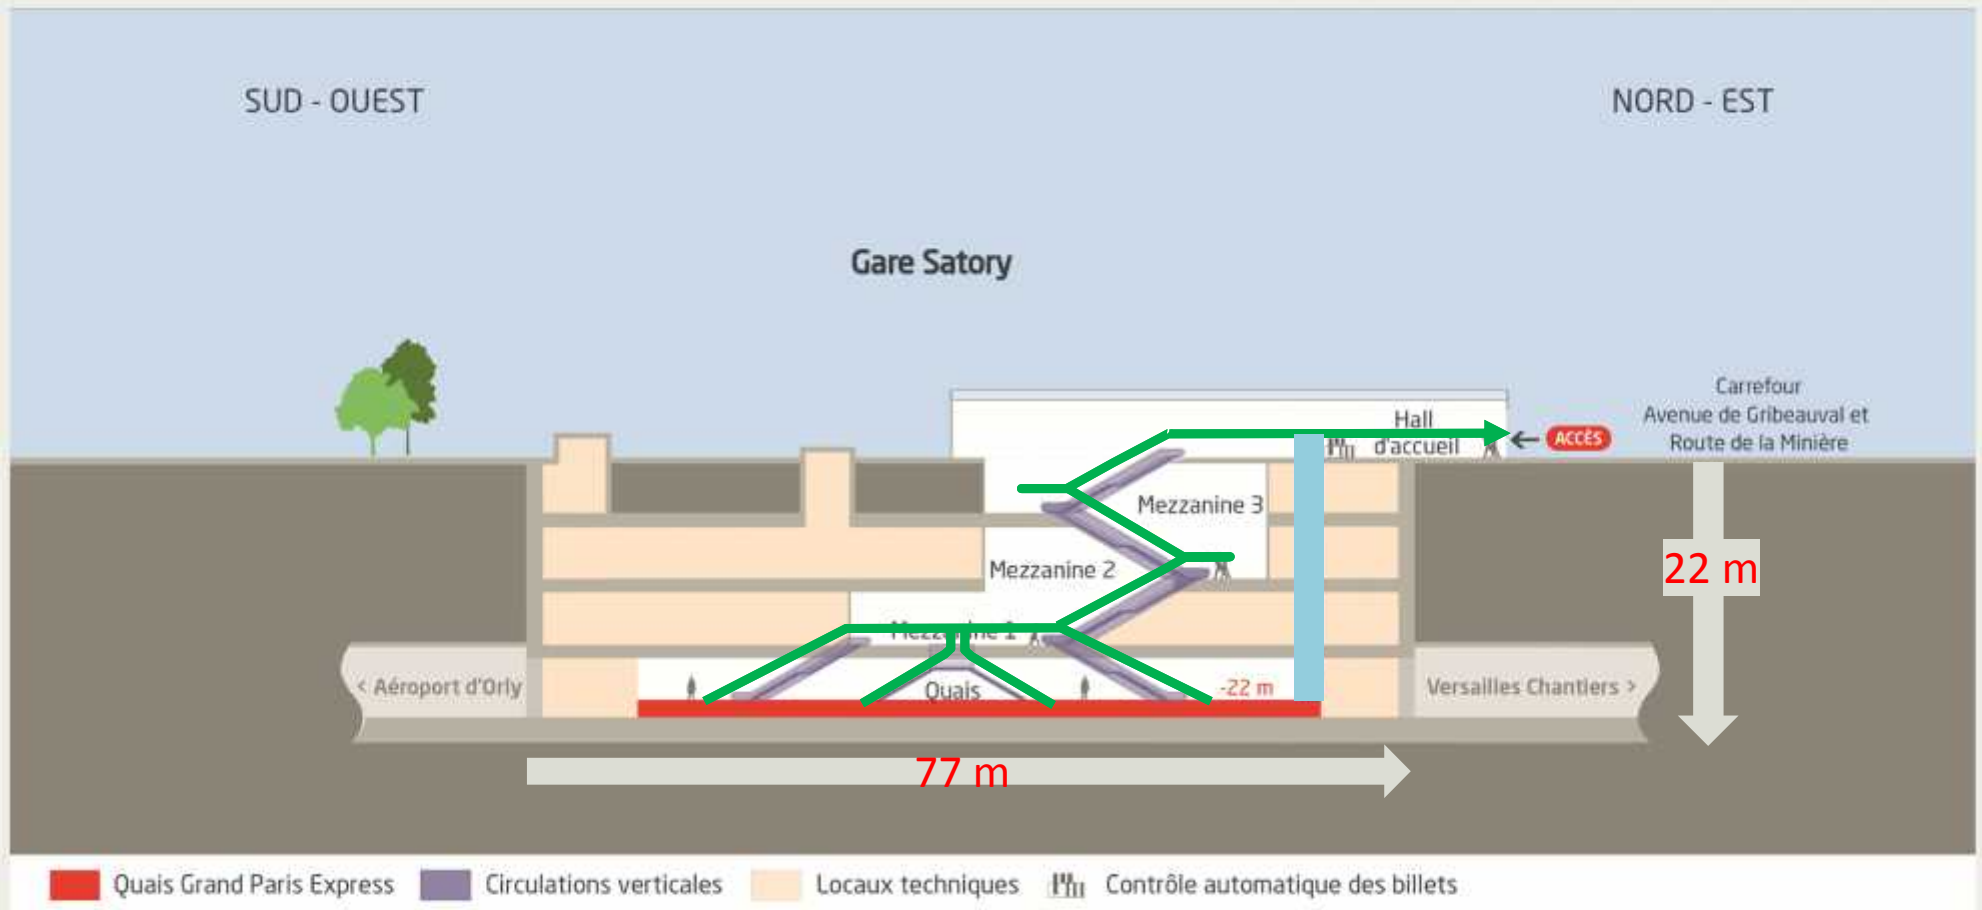 SUD - OUEST
NORD - EST
Gare Satory
Carrefour
Avenue de Gribeauval et
Route de la Minière
Hall
d'accueil
ACCÈS
Mezzanine 3
Mezzanine 2
22 m
Mezzanine 1
< Aéroport d'Orly
Quais
-22 m
Versailles Chantiers >
77 m
Quais Grand Paris Express
Circulations verticales
Locaux techniques
Contrôle automatique des billets